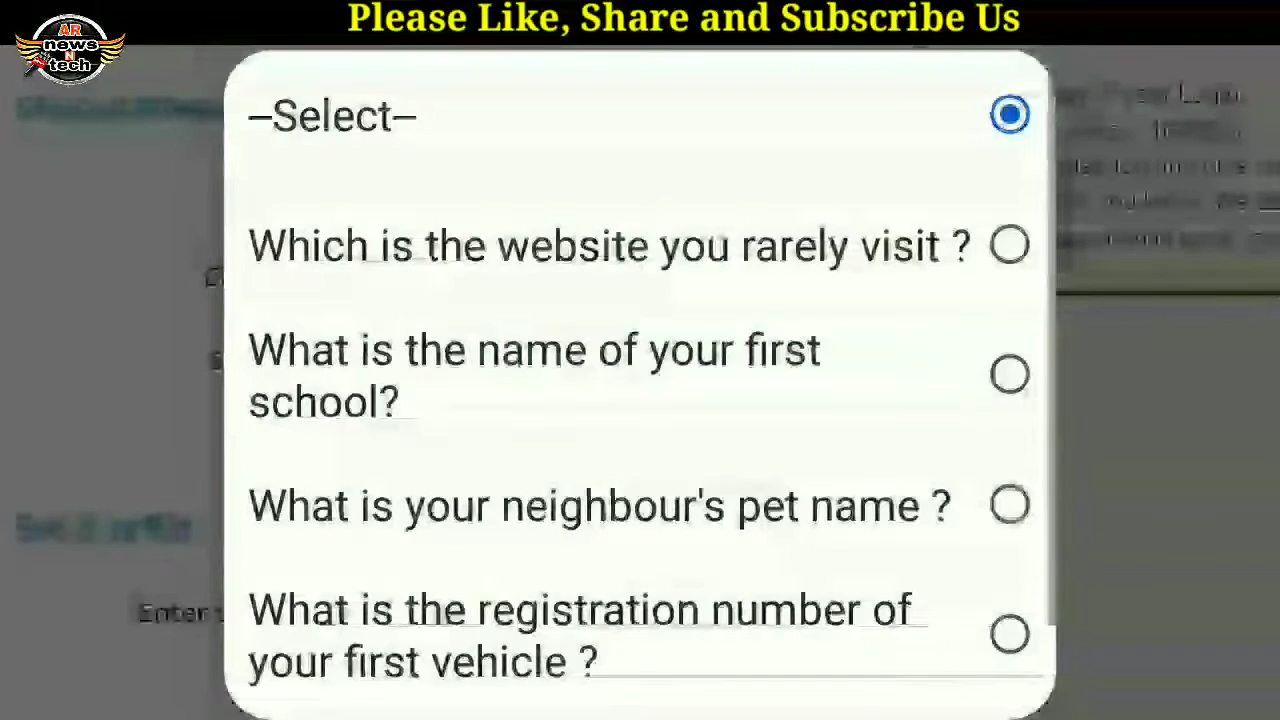 Please Like, Share and Subscribe Us
AR
news
N
tech
–Select–
Which is the website you rarely visit ?
What is the name of your first
school?
What is your neighbour's pet name ?
Enter
What is the registration number of
your first vehicle ?